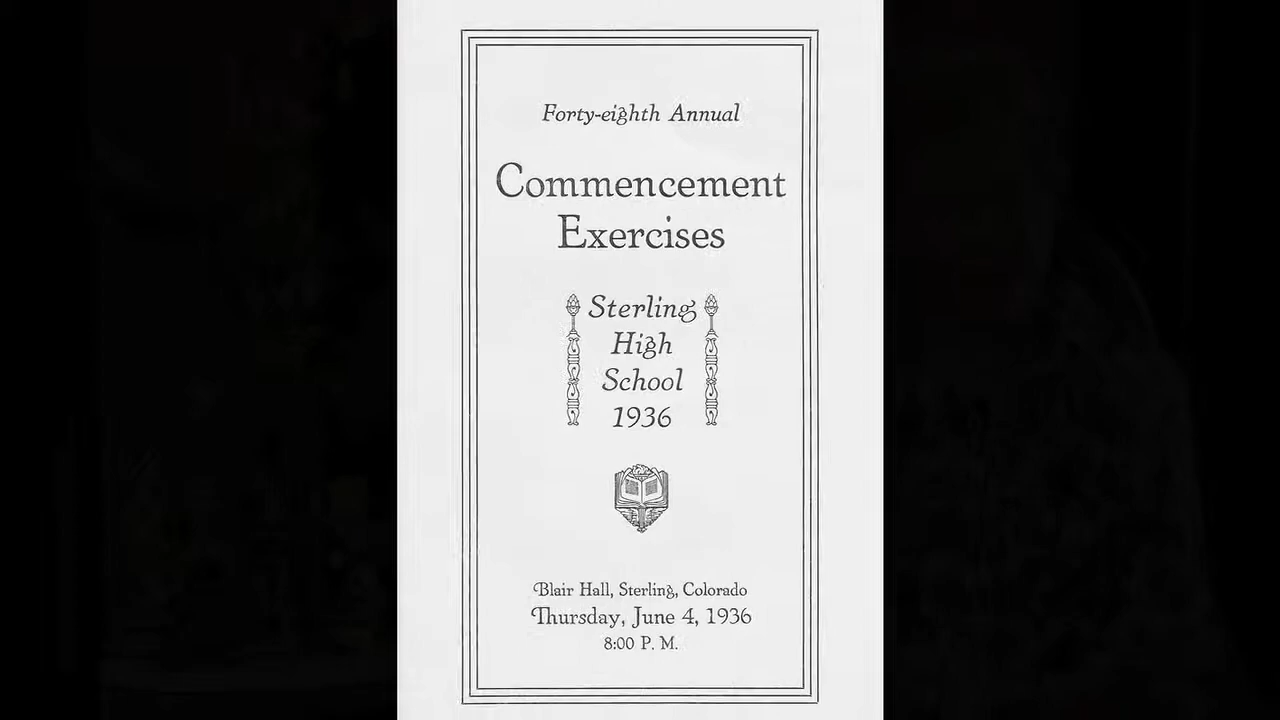 Forty-eighth Annual
Commencement
Exercises
Sterling
High
School
1936
Blair Hall, Sterling, Colorado
Thursday, June 4, 1936
8:00 P. M.